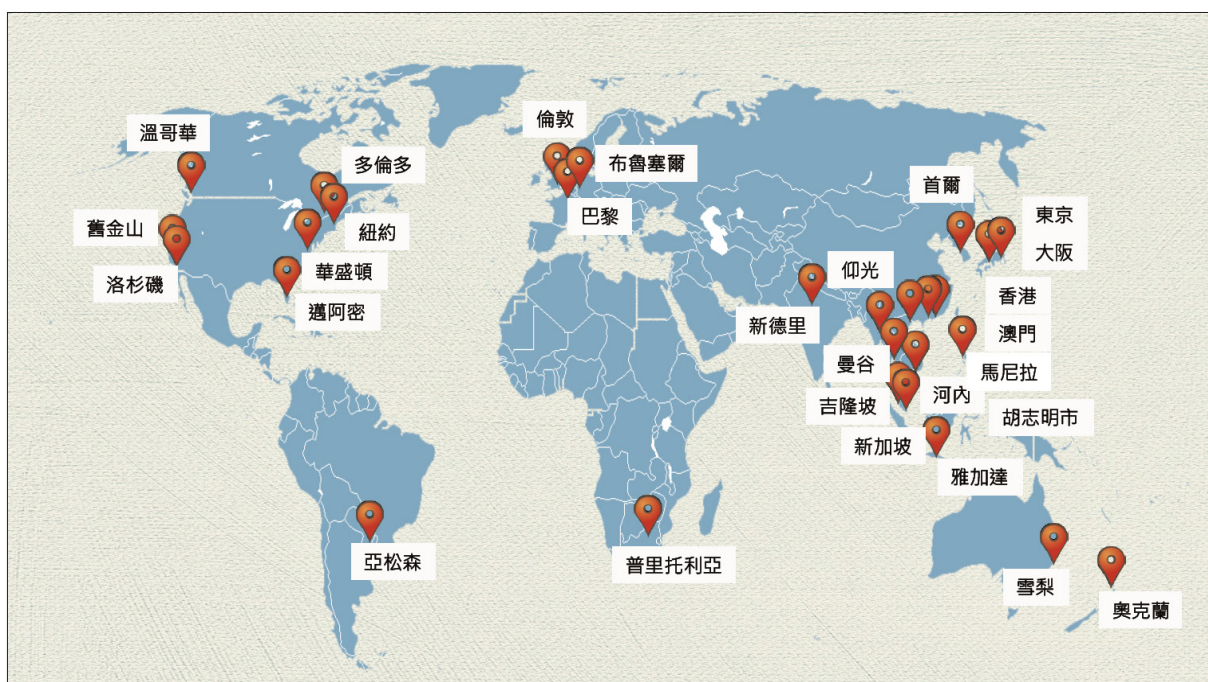 溫哥華
多倫多
舊金山
紐約
洛杉磯
華盛頓
邁阿密
亞松森
倫敦
布魯塞爾
巴黎
普里托利亞
首爾
東京
大阪
仰光
新德里
香港
澳門
曼谷
馬尼拉
吉隆坡
河內
胡志明市
新加坡
雅加達
雪梨
奧克蘭